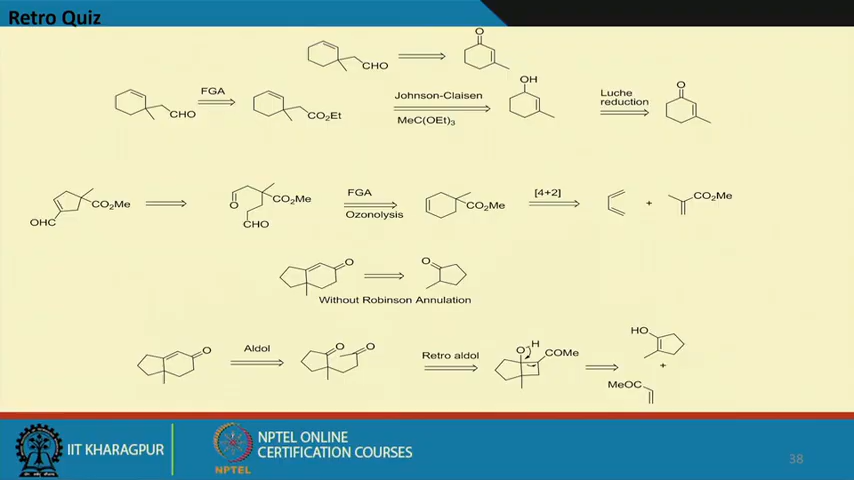 Retro Quiz
O
CHO
FGA
CHO
CO2Et
Johnson-Claisen
MeC(OEt)3
OH
Luche
reduction
O
CO2Me
OHC
O
CO2Me
CHO
FGA
Ozonolysis
CO2Me
[4+2]
+
CO2Me
O
O
Without Robinson Annulation
O
Aldol
O
O
Retro aldol
O
H
COMe
HO
+
MeOC
IIT KHARAGPUR
NPTEL
NPTEL ONLINE
CERTIFICATION COURSES
38